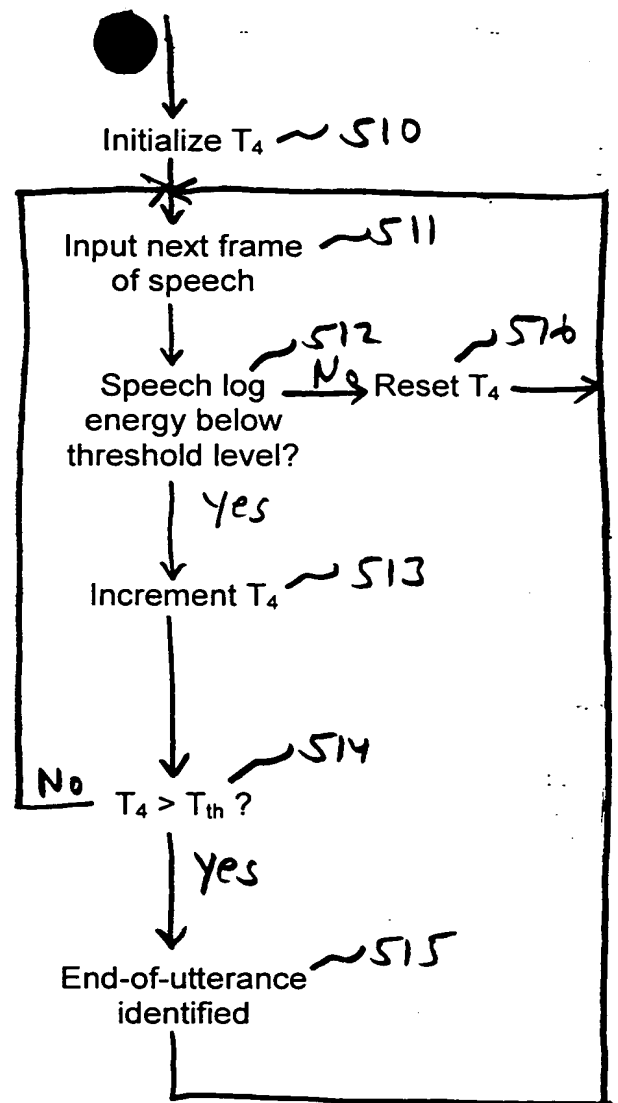 Initialize T₄ 510
Input next frame 511
of speech
512
576
Speech log No Reset T₄
energy below
threshold level?
Yes
Increment T₄ 513
514
No T₄ > Tth ?
Yes
End-of-utterance 515
identified